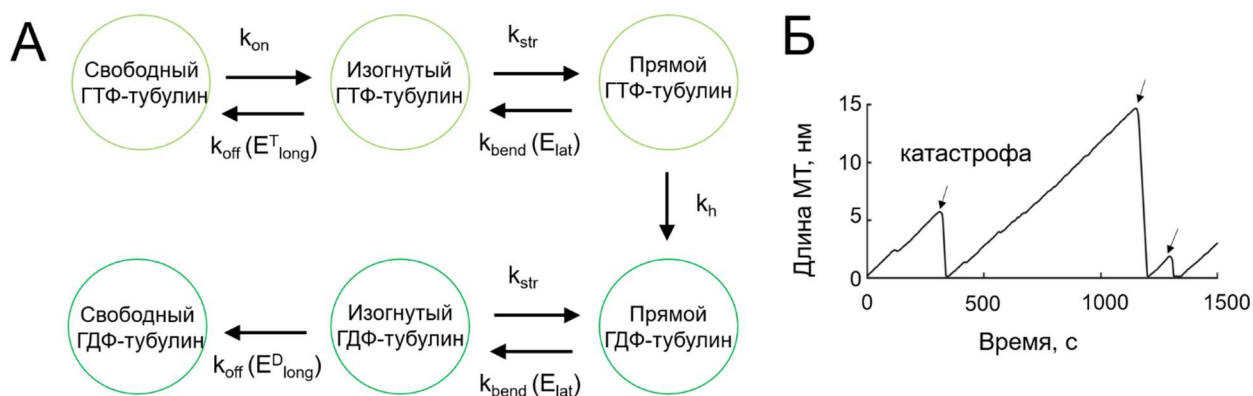 А
Б
k_on
k_str
Свободный
ГТФ-тубулин
Изогнутый
ГТФ-тубулин
Прямой
ГТФ-тубулин
k_off (E^T_long)
k_bend (E_lat)
k_h
k_str
Свободный
ГДФ-тубулин
Изогнутый
ГДФ-тубулин
Прямой
ГДФ-тубулин
k_off (E^D_long)
k_bend (E_lat)
Длина МТ, нм
15
10
5
0
катастрофа
0
500
1000
1500
Время, с